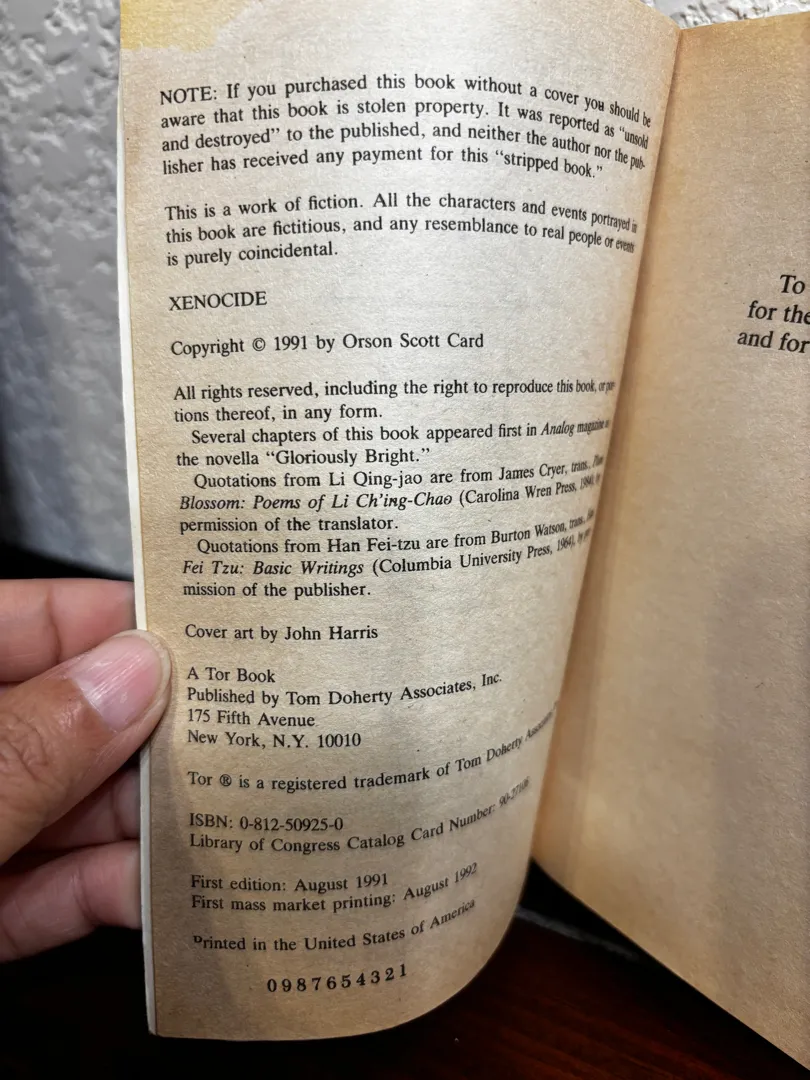 NOTE: If you purchased this book without a cover you should be
aware that this book is stolen property. It was reported as "unsold
and destroyed" to the published, and neither the author nor the pub-
lisher has received any payment for this "stripped book."
This is a work of fiction. All the characters and events portrayed in
this book are fictitious, and any resemblance to real people or events
is purely coincidental.
XENOCIDE
Copyright © 1991 by Orson Scott Card
All rights reserved, including the right to reproduce this book, or por-
tions thereof, in any form.
Several chapters of this book appeared first in Analog magazine as
the novella "Gloriously Bright."
Quotations from Li Qing-jao are from James Cryer, trans., Plum
Blossom: Poems of Li Ch'ing-Chao (Carolina Wren Press, 1984), by
permission of the translator.
Quotations from Han Fei-tzu are from Burton Watson, trans.,
Fei Tzu: Basic Writings (Columbia University Press, 1964), by per-
mission of the publisher.
Cover art by John Harris
A Tor Book
Published by Tom Doherty Associates, Inc.
175 Fifth Avenue
New York, N.Y. 10010
Tor ® is a registered trademark of Tom Doherty Associates
ISBN: 0-812-50925-0
Library of Congress Catalog Card Number:
First edition: August 1991
First mass market printing: August 1992
Printed in the United States of America
0 9 8 7 6 5 4 3 2 1
To
for the
and for